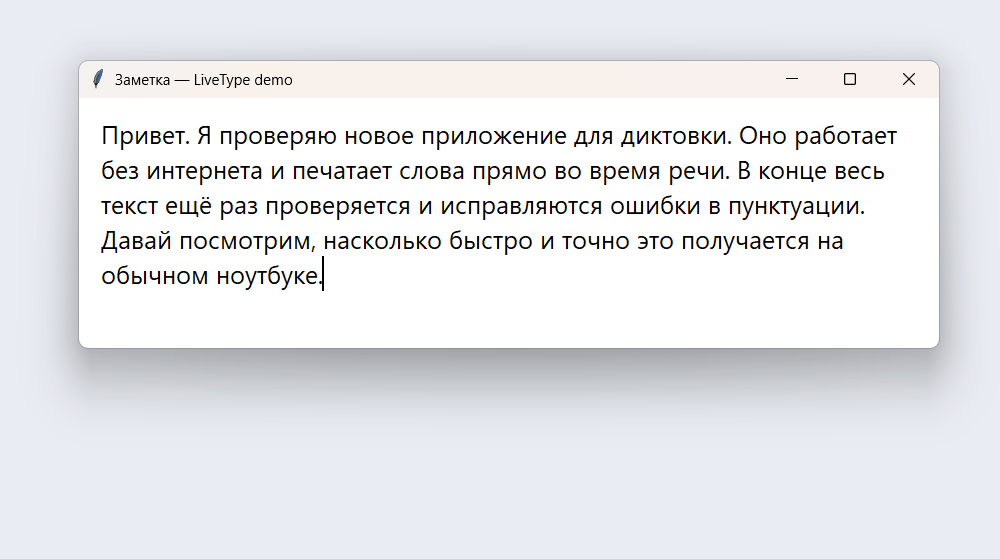 Заметка — LiveType demo
Привет. Я проверяю новое приложение для диктовки. Оно работает
без интернета и печатает слова прямо во время речи. В конце весь
текст ещё раз проверяется и исправляются ошибки в пунктуации.
Давай посмотрим, насколько быстро и точно это получается на
обычном ноутбуке.